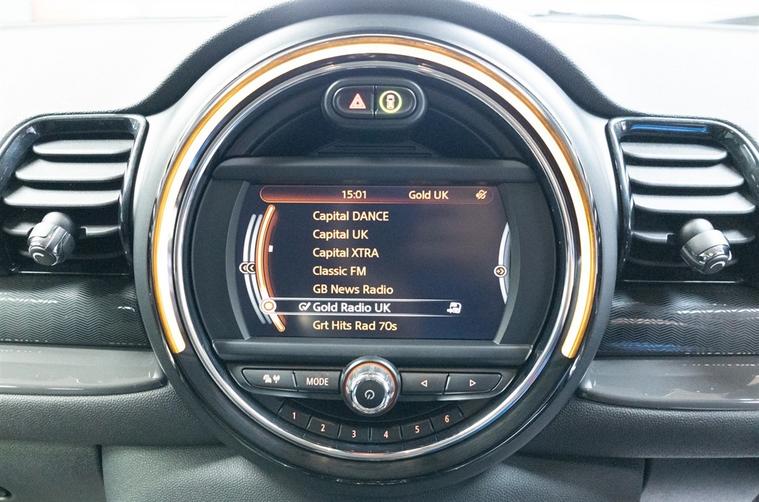 15:01 Gold UK
Capital DANCE
Capital UK
Capital XTRA
Classic FM
GB News Radio
Gold Radio UK
Grt Hits Rad 70s
MODE
1 2 3 4 5 6